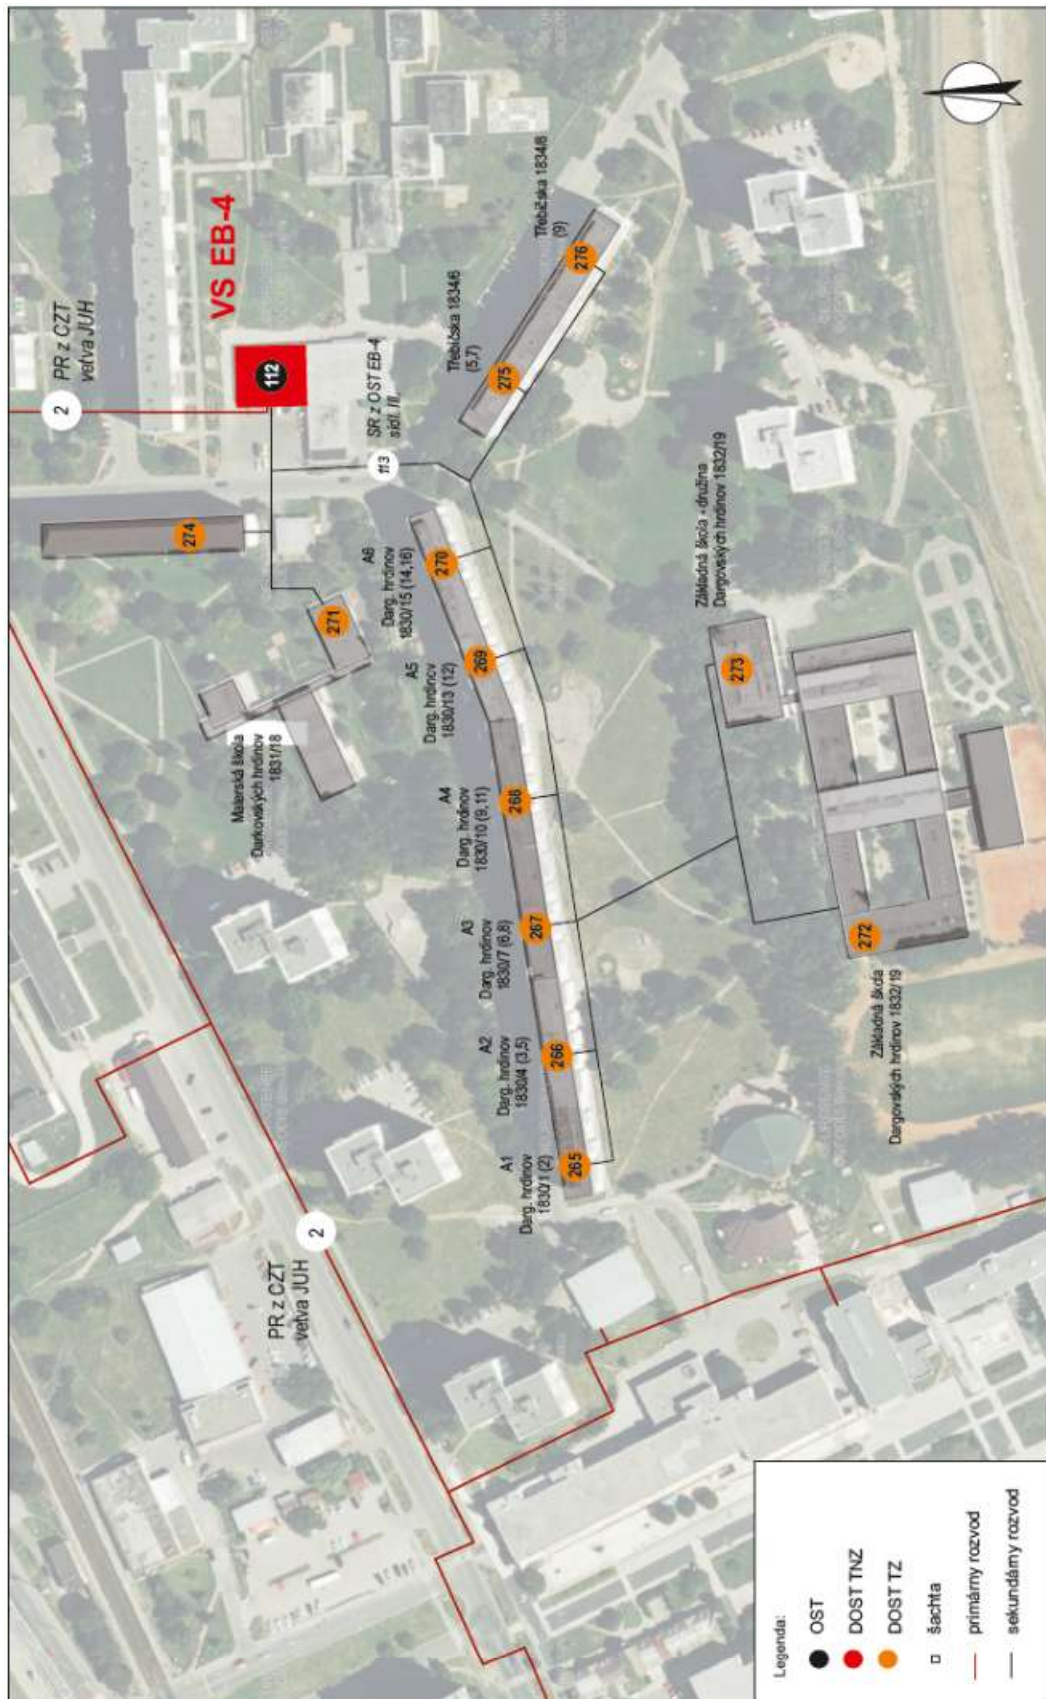 PR z CZT
vetva JUH
2
VS EB-4
112
SR z OST EB-4
sídl. III.
113
274
271
Materská škola
Darkovských hrdinov
1831/18
A6
Darg. hrdinov
1830/15 (14,16)
270
A5
Darg. hrdinov
1830/13 (12)
269
A4
Darg. hrdinov
1830/10 (9,11)
268
A3
Darg. hrdinov
1830/7 (6,8)
267
A2
Darg. hrdinov
1830/4 (3,5)
266
A1
Darg. hrdinov
1830/1 (2)
265
Třebíčska 1834/6
(5,7)
275
Třebíčska 1834/8
(9)
276
Základná škola - družina
Dargovských hrdinov 1832/19
273
272
Základná škola
Dargovských hrdinov 1832/19
2
PR z CZT
vetva JUH
Legenda:
OST
DOST TNZ
DOST TZ
šachta
primárny rozvod
sekundárny rozvod